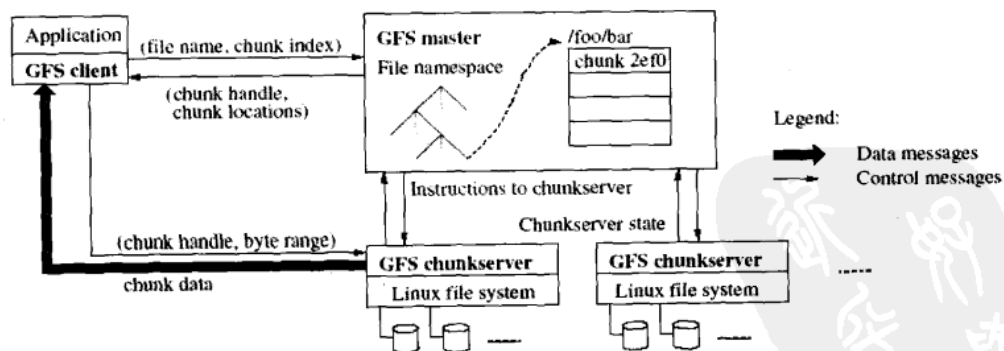 Application
GFS client
(file name, chunk index)
(chunk handle,
chunk locations)
GFS master
File namespace
/foo/bar
chunk 2ef0
Legend:
Data messages
Control messages
Instructions to chunkserver
Chunkserver state
(chunk handle, byte range)
chunk data
GFS chunkserver
Linux file system
GFS chunkserver
Linux file system